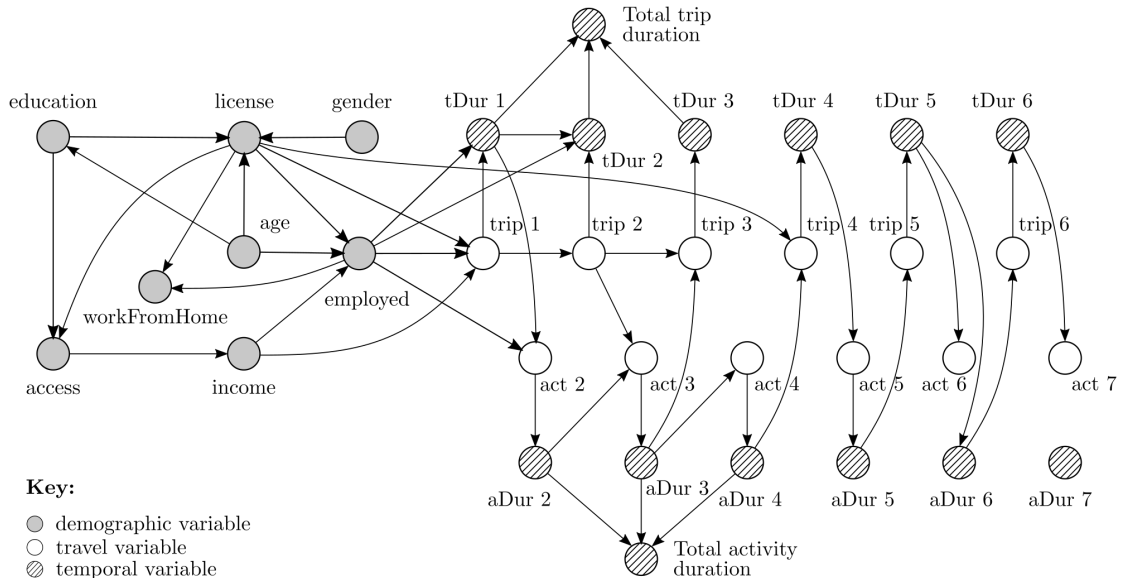 Total trip
duration
education
license
gender
tDur 1
tDur 3
tDur 4
tDur 5
tDur 6
tDur 2
age
trip 1
trip 2
trip 3
trip 4
trip 5
trip 6
employed
workFromHome
access
income
act 2
act 3
act 4
act 5
act 6
act 7
aDur 2
aDur 3
aDur 4
aDur 5
aDur 6
aDur 7
Key:
demographic variable
travel variable
temporal variable
Total activity
duration